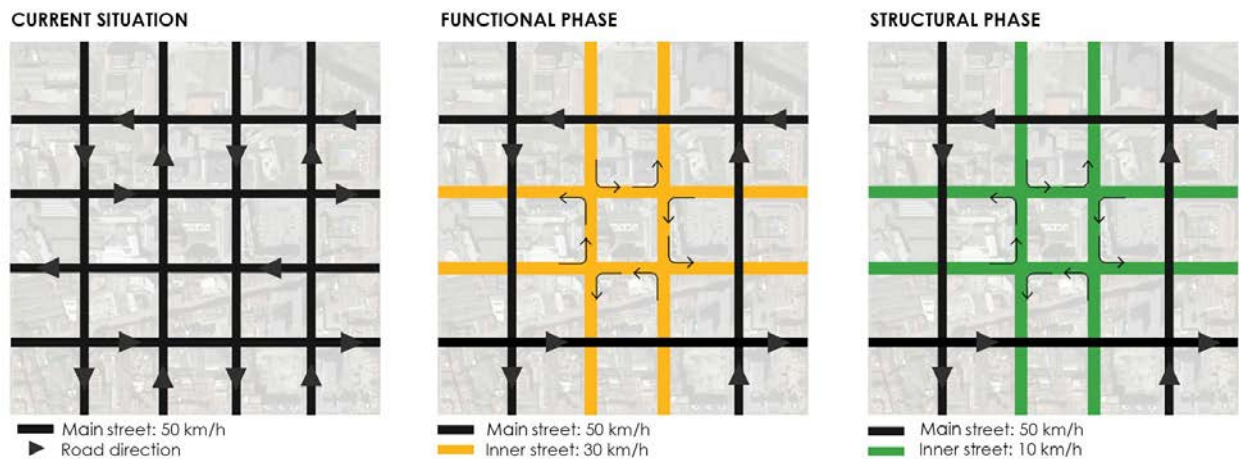 CURRENT SITUATION
FUNCTIONAL PHASE
STRUCTURAL PHASE
Main street: 50 km/h
Road direction
Main street: 50 km/h
Inner street: 30 km/h
Main street: 50 km/h
Inner street: 10 km/h